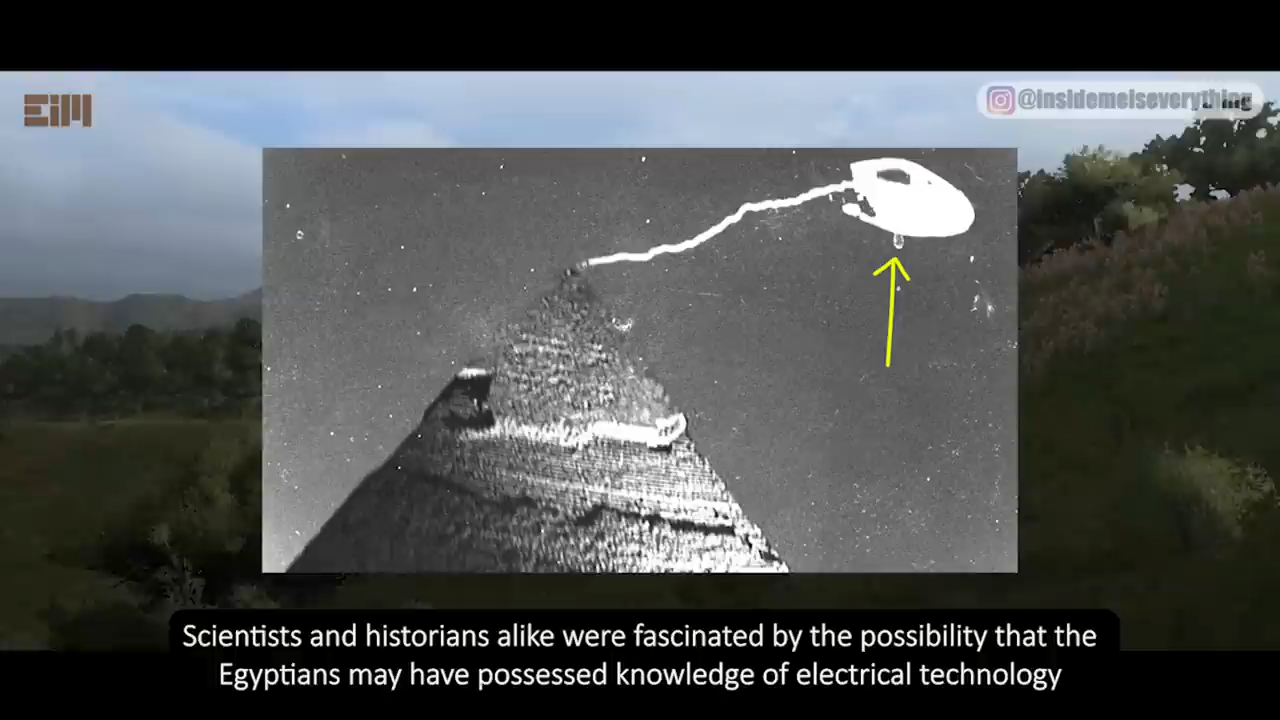 EIM
@insidemeiseverything
Scientists and historians alike were fascinated by the possibility that the
Egyptians may have possessed knowledge of electrical technology